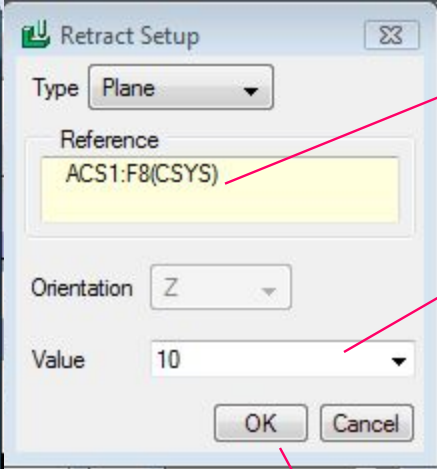 Retract Setup
Type Plane
Reference
ACS1:F8(CSYS)
Orientation Z
Value 10
OK Cancel